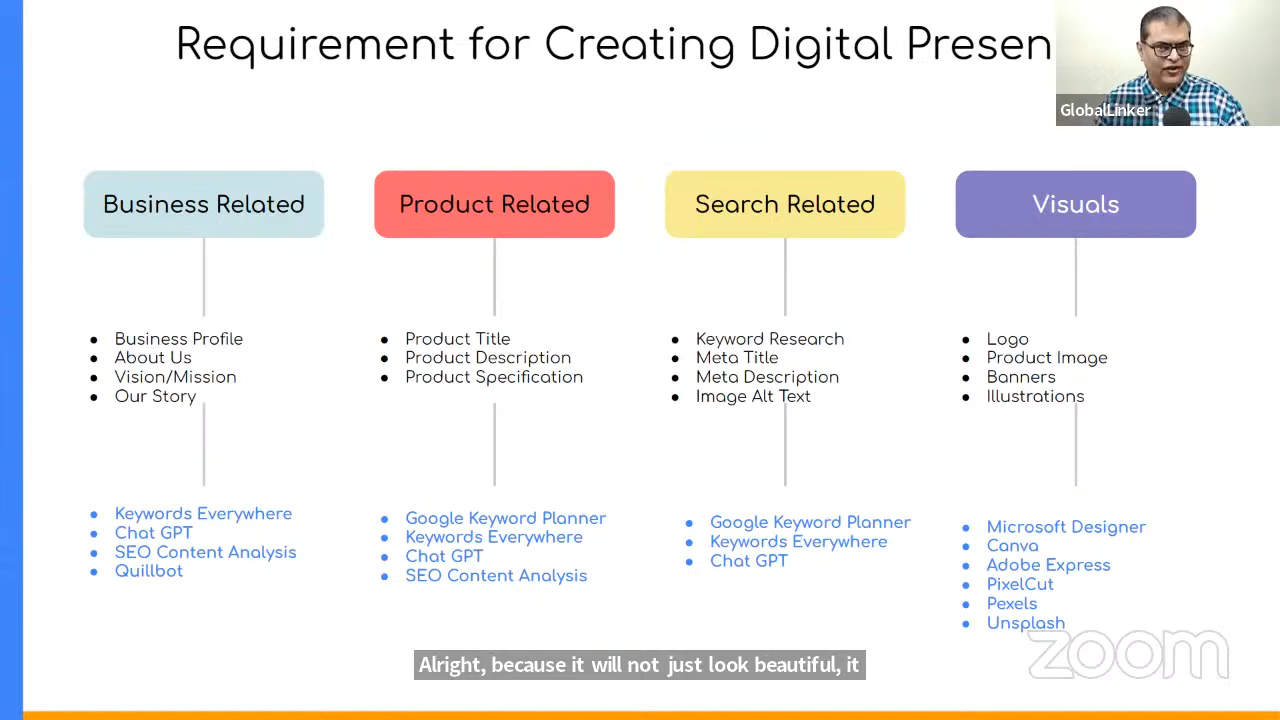 Requirement for Creating Digital Presen
GlobalLinker
Business Related
Product Related
Search Related
Visuals
● Business Profile
● About Us
● Vision/Mission
● Our Story
● Product Title
● Product Description
● Product Specification
● Keyword Research
● Meta Title
● Meta Description
● Image Alt Text
● Logo
● Product Image
● Banners
● Illustrations
● Keywords Everywhere
● Chat GPT
● SEO Content Analysis
● Quillbot
● Google Keyword Planner
● Keywords Everywhere
● Chat GPT
● SEO Content Analysis
● Google Keyword Planner
● Keywords Everywhere
● Chat GPT
● Microsoft Designer
● Canva
● Adobe Express
● PixelCut
● Pexels
● Unsplash
zoom
Alright, because it will not just look beautiful, it